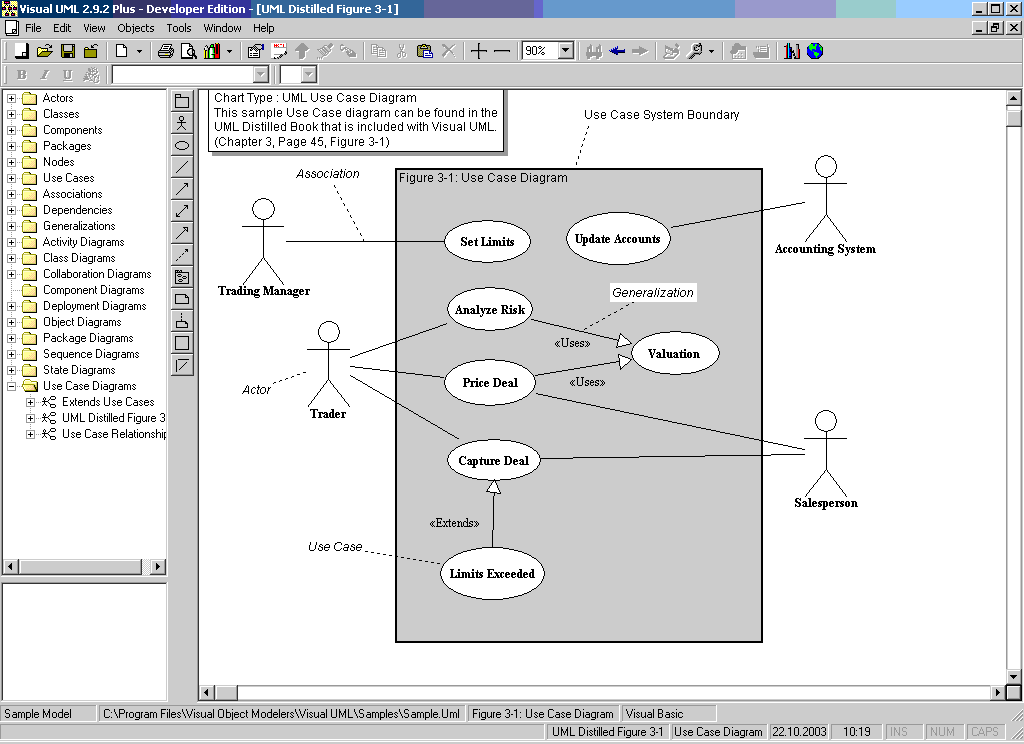 Visual UML 2.9.2 Plus - Developer Edition - [UML Distilled Figure 3-1]
File Edit View Objects Tools Window Help
90%
B I U
Actors
Classes
Components
Packages
Nodes
Use Cases
Associations
Dependencies
Generalizations
Activity Diagrams
Class Diagrams
Collaboration Diagrams
Component Diagrams
Deployment Diagrams
Object Diagrams
Package Diagrams
Sequence Diagrams
State Diagrams
Use Case Diagrams
Extends Use Cases
UML Distilled Figure 3
Use Case Relationship
Chart Type : UML Use Case Diagram
This sample Use Case diagram can be found in the
UML Distilled Book that is included with Visual UML.
(Chapter 3, Page 45, Figure 3-1)
Use Case System Boundary
Association
Figure 3-1: Use Case Diagram
Set Limits
Update Accounts
Accounting System
Trading Manager
Generalization
Analyze Risk
«Uses»
Valuation
Price Deal
«Uses»
Actor
Trader
Capture Deal
Salesperson
«Extends»
Use Case
Limits Exceeded
Sample Model
C:\Program Files\Visual Object Modelers\Visual UML\Samples\Sample.Uml
Figure 3-1: Use Case Diagram
Visual Basic
UML Distilled Figure 3-1
Use Case Diagram
22.10.2003
10:19
INS
NUM
CAPS